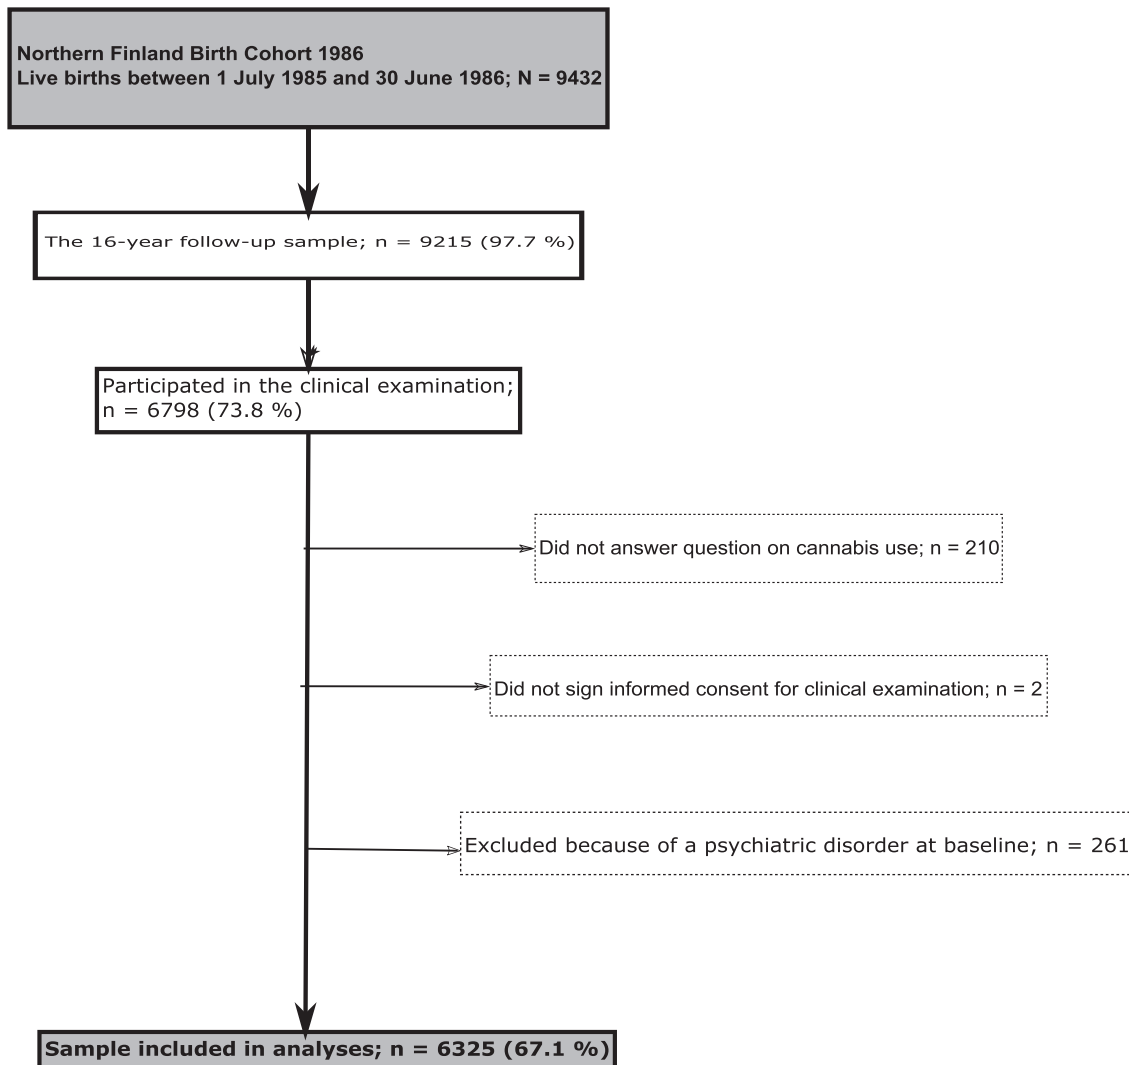 Northern Finland Birth Cohort 1986
Live births between 1 July 1985 and 30 June 1986; N = 9432
The 16-year follow-up sample; n = 9215 (97.7 %)
Participated in the clinical examination;
n = 6798 (73.8 %)
Did not answer question on cannabis use; n = 210
Did not sign informed consent for clinical examination; n = 2
Excluded because of a psychiatric disorder at baseline; n = 261
Sample included in analyses; n = 6325 (67.1 %)